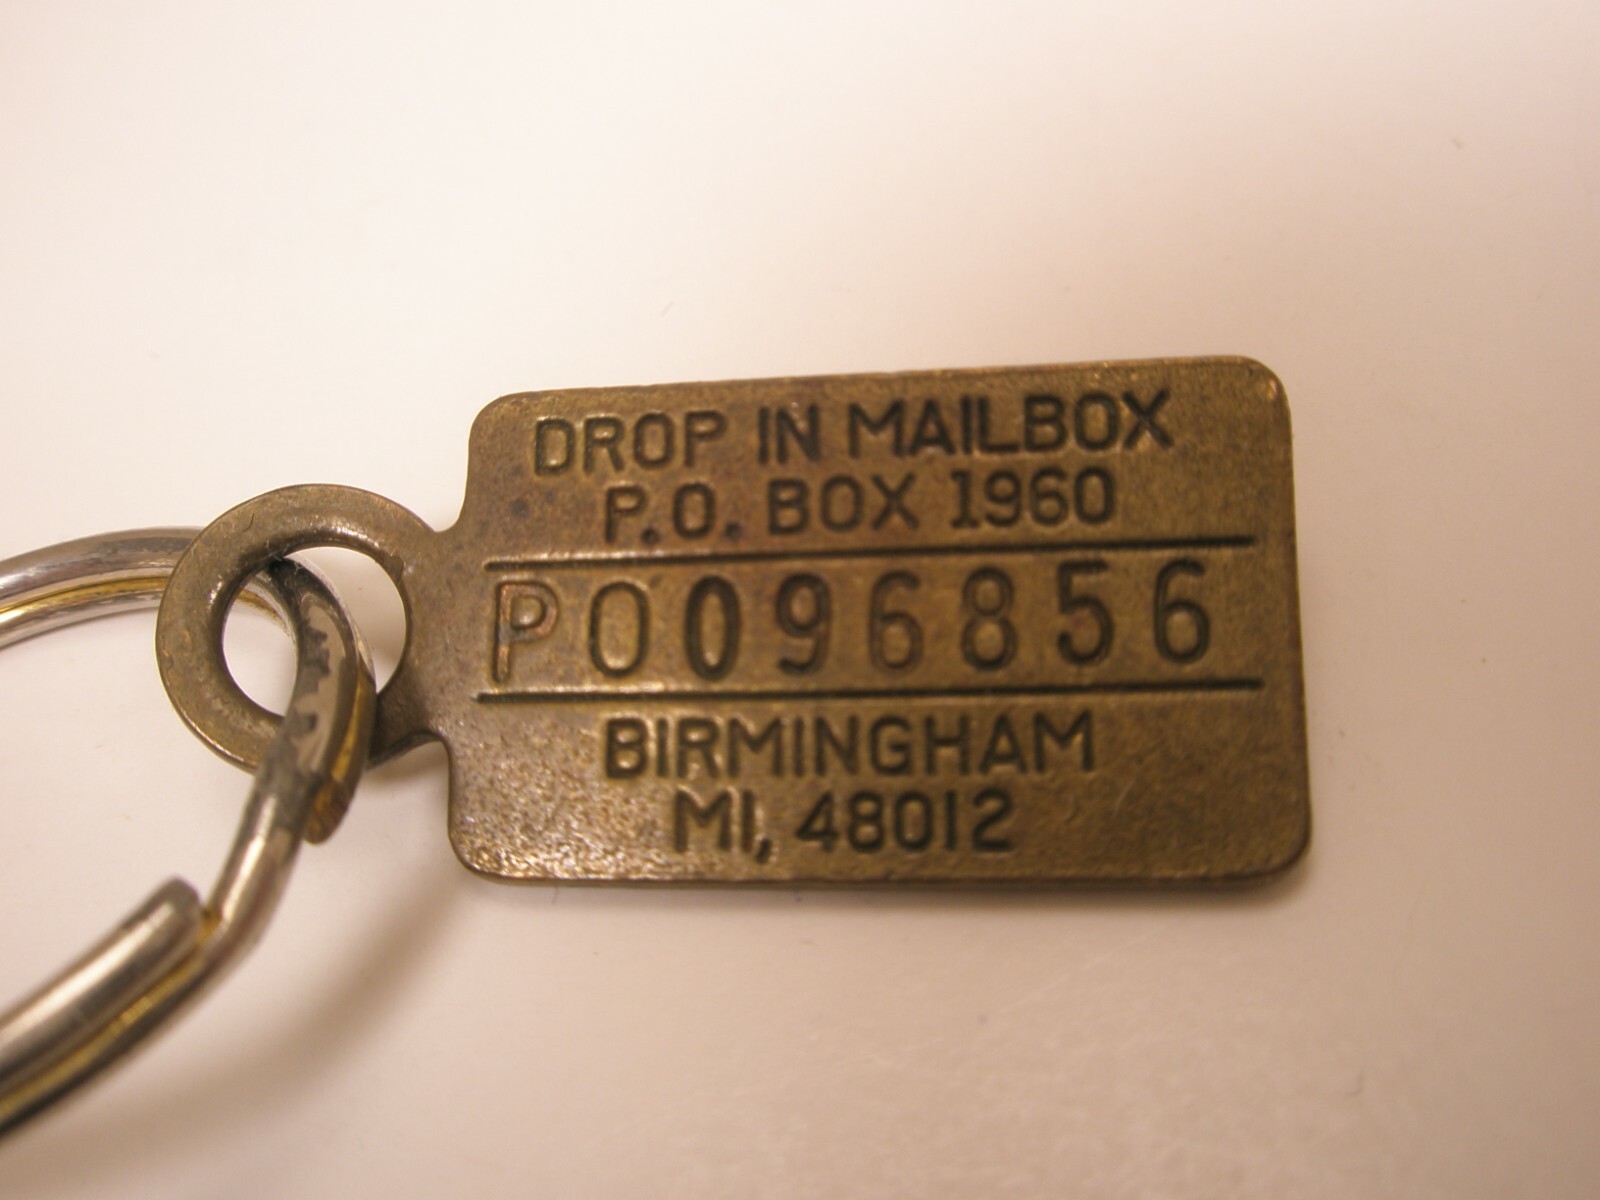 DROP IN MAILBOX
P.O. BOX 1960
P0096856
BIRMINGHAM
MI, 48012